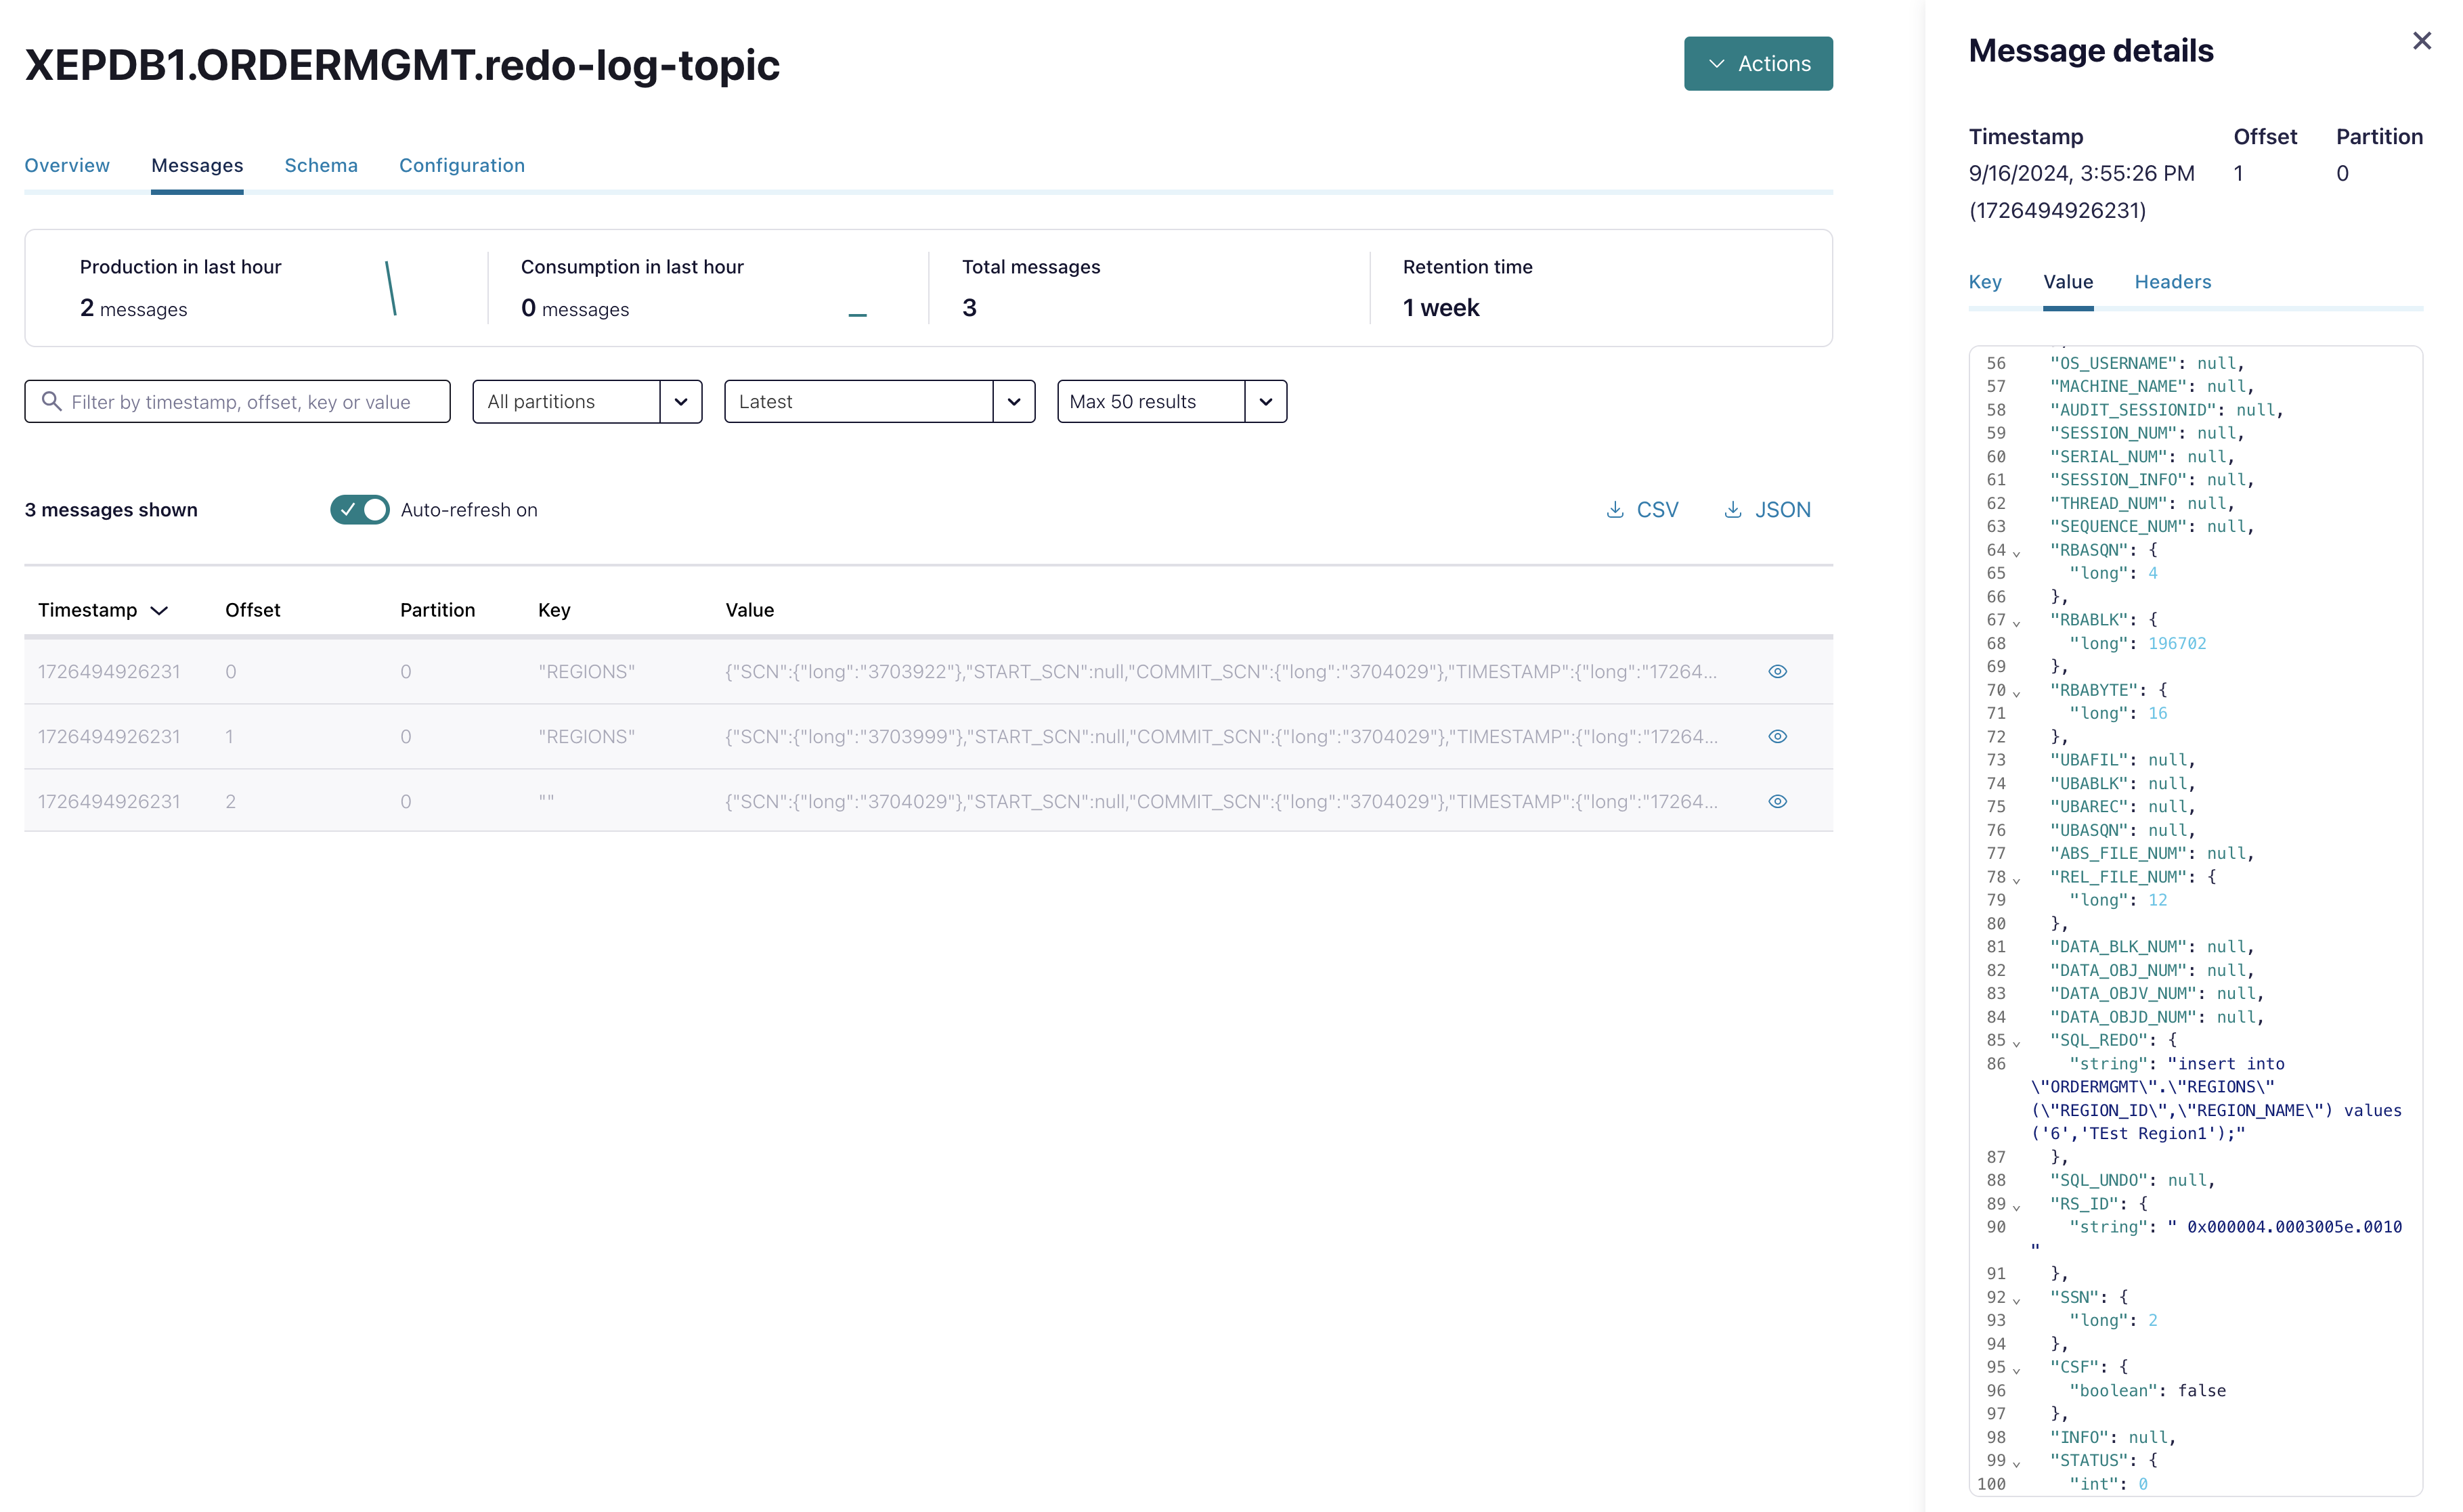 XEPDB1.ORDERMGMT.redo-log-topic
Actions
Overview Messages Schema Configuration
Production in last hour
2 messages
Consumption in last hour
0 messages
Total messages
3
Retention time
1 week
Filter by timestamp, offset, key or value
All partitions
Latest
Max 50 results
3 messages shown
Auto-refresh on
CSV
JSON
Timestamp Offset Partition Key Value
1726494926231 0 0 "REGIONS" {"SCN":{"long":"3703922"},"START_SCN":null,"COMMIT_SCN":{"long":"3704029"},"TIMESTAMP":{"long":"17264...
1726494926231 1 0 "REGIONS" {"SCN":{"long":"3703999"},"START_SCN":null,"COMMIT_SCN":{"long":"3704029"},"TIMESTAMP":{"long":"17264...
1726494926231 2 0 "" {"SCN":{"long":"3704029"},"START_SCN":null,"COMMIT_SCN":{"long":"3704029"},"TIMESTAMP":{"long":"17264...
Message details
Timestamp Offset Partition
9/16/2024, 3:55:26 PM 1 0
(1726494926231)
Key Value Headers
56 "OS_USERNAME": null,
57 "MACHINE_NAME": null,
58 "AUDIT_SESSIONID": null,
59 "SESSION_NUM": null,
60 "SERIAL_NUM": null,
61 "SESSION_INFO": null,
62 "THREAD_NUM": null,
63 "SEQUENCE_NUM": null,
64 "RBASQN": {
65 "long": 4
66 },
67 "RBABLK": {
68 "long": 196702
69 },
70 "RBABYTE": {
71 "long": 16
72 },
73 "UBAFIL": null,
74 "UBABLK": null,
75 "UBAREC": null,
76 "UBASQN": null,
77 "ABS_FILE_NUM": null,
78 "REL_FILE_NUM": {
79 "long": 12
80 },
81 "DATA_BLK_NUM": null,
82 "DATA_OBJ_NUM": null,
83 "DATA_OBJV_NUM": null,
84 "DATA_OBJD_NUM": null,
85 "SQL_REDO": {
86 "string": "insert into
\"ORDERMGMT\".\"REGIONS\"
(\"REGION_ID\",\"REGION_NAME\") values
('6','TEst Region1');"
87 },
88 "SQL_UNDO": null,
89 "RS_ID": {
90 "string": " 0x000004.0003005e.0010
"
91 },
92 "SSN": {
93 "long": 2
94 },
95 "CSF": {
96 "boolean": false
97 },
98 "INFO": null,
99 "STATUS": {
100 "int": 0